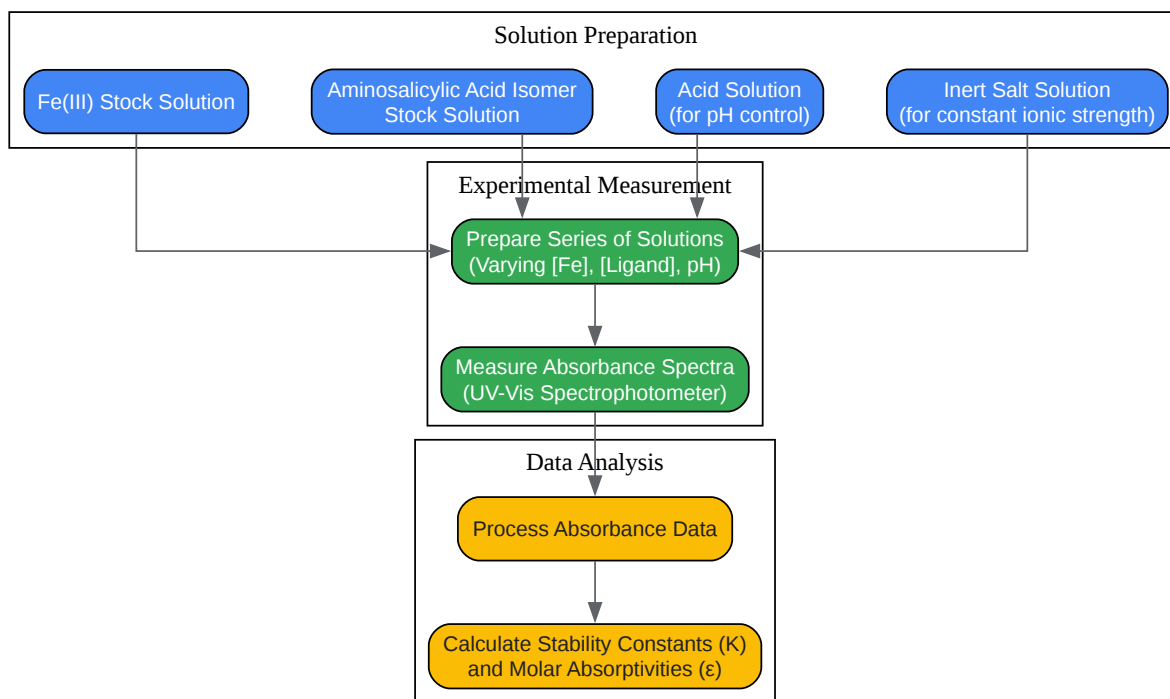 Solution Preparation
Fe(III) Stock Solution
Aminosalicylic Acid Isomer
Stock Solution
Acid Solution
(for pH control)
Inert Salt Solution
(for constant ionic strength)
Experimental Measurement
Prepare Series of Solutions
(Varying [Fe], [Ligand], pH)
Measure Absorbance Spectra
(UV-Vis Spectrophotometer)
Data Analysis
Process Absorbance Data
Calculate Stability Constants (K)
and Molar Absorptivities (ε)